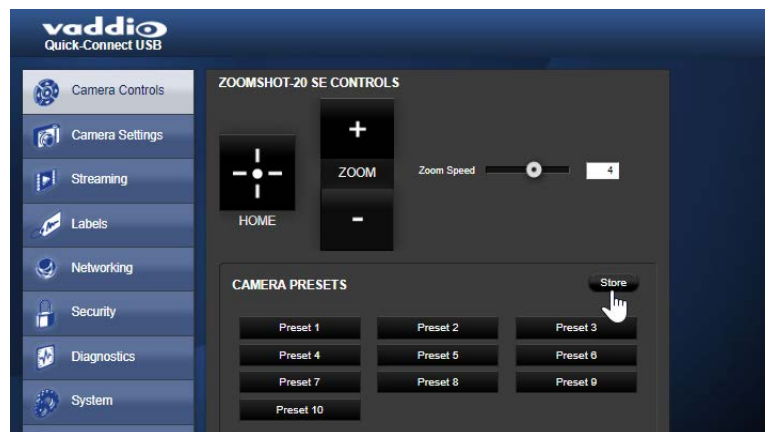 vaddio
Quick-Connect USB
Camera Controls
Camera Settings
Streaming
Labels
Networking
Security
Diagnostics
System
ZOOMSHOT-20 SE CONTROLS
+
ZOOM
-
HOME
Zoom Speed 4
CAMERA PRESETS
Store
Preset 1 Preset 2 Preset 3
Preset 4 Preset 5 Preset 6
Preset 7 Preset 8 Preset 9
Preset 10